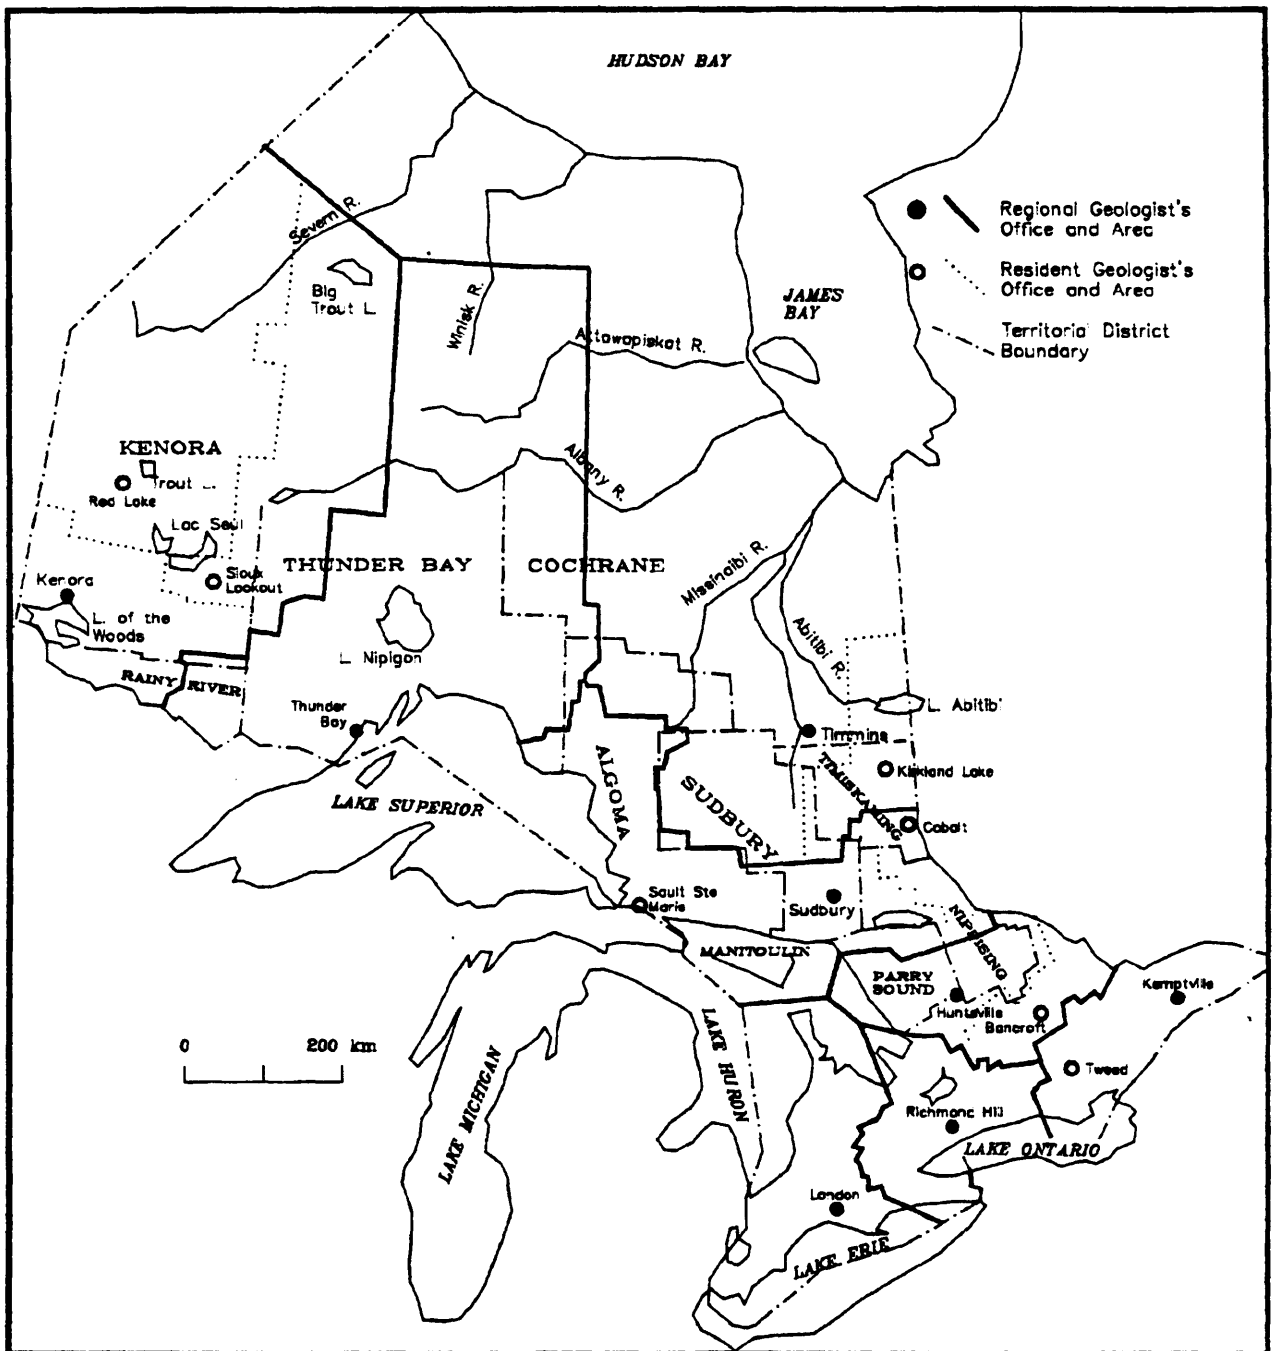 HUDSON BAY
Regional Geologist's
Office and Area
Resident Geologist's
Office and Area
Territorial District
Boundary
JAMES
BAY
Severn R.
Big
Trout L.
Winisk R.
Attawapiskat R.
KENORA
Trout L.
Red Lake
Albany R.
Lac Seul
THUNDER BAY
COCHRANE
Missinaibi R.
Sioux
Lookout
Kenora
L. of the
Woods
Abitibi R.
L. Nipigon
RAINY RIVER
Thunder
Bay
L. Abitibi
Timmins
ALGOMA
SUDBURY
TIMISKAMING
Kirkland Lake
LAKE SUPERIOR
Cobalt
Sault Ste
Marie
Sudbury
NIPISSING
MANITOULIN
PARRY
SOUND
Kemptville
Huntsville
Bancroft
0 200 km
LAKE HURON
LAKE MICHIGAN
Tweed
Richmond Hill
LAKE ONTARIO
London
LAKE ERIE